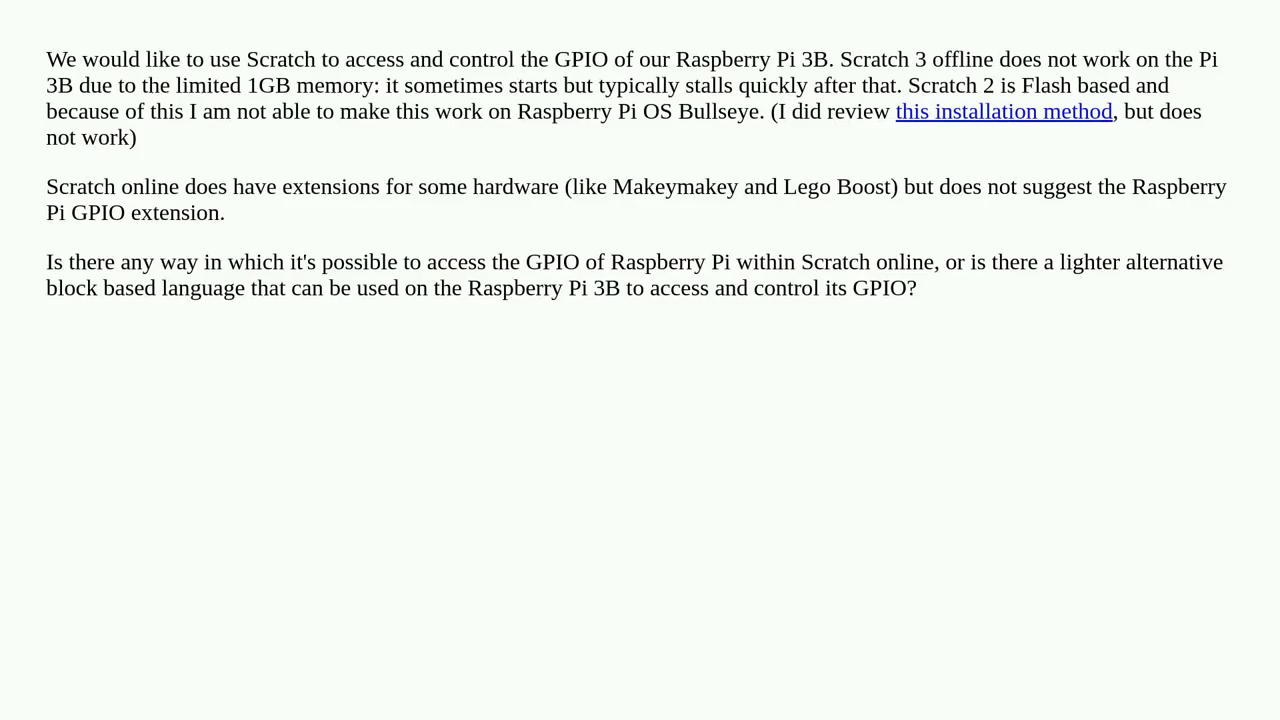 We would like to use Scratch to access and control the GPIO of our Raspberry Pi 3B. Scratch 3 offline does not work on the Pi
3B due to the limited 1GB memory: it sometimes starts but typically stalls quickly after that. Scratch 2 is Flash based and
because of this I am not able to make this work on Raspberry Pi OS Bullseye. (I did review this installation method, but does
not work)
Scratch online does have extensions for some hardware (like Makeymakey and Lego Boost) but does not suggest the Raspberry
Pi GPIO extension.
Is there any way in which it's possible to access the GPIO of Raspberry Pi within Scratch online, or is there a lighter alternative
block based language that can be used on the Raspberry Pi 3B to access and control its GPIO?